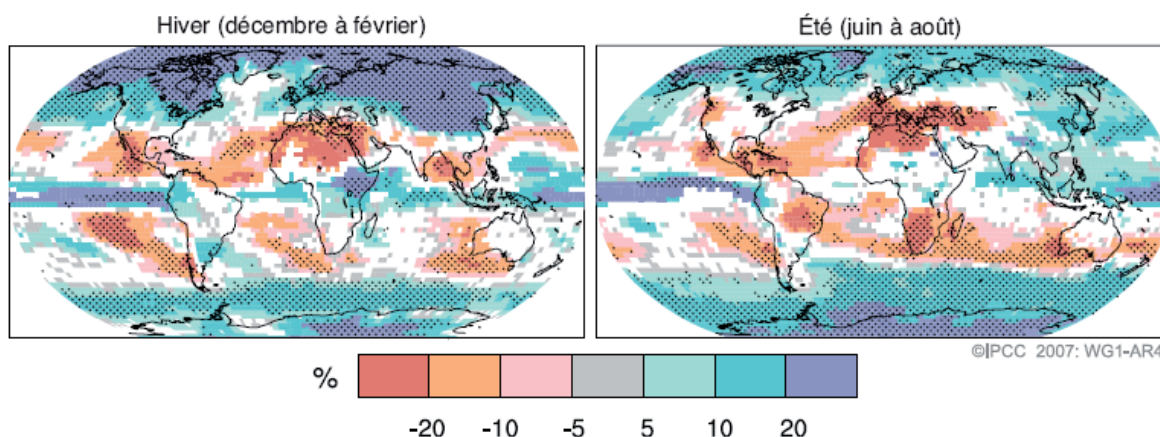 Hiver (décembre à février)
Été (juin à août)
©IPCC 2007: WG1-AR4
%
-20 -10 -5 5 10 20